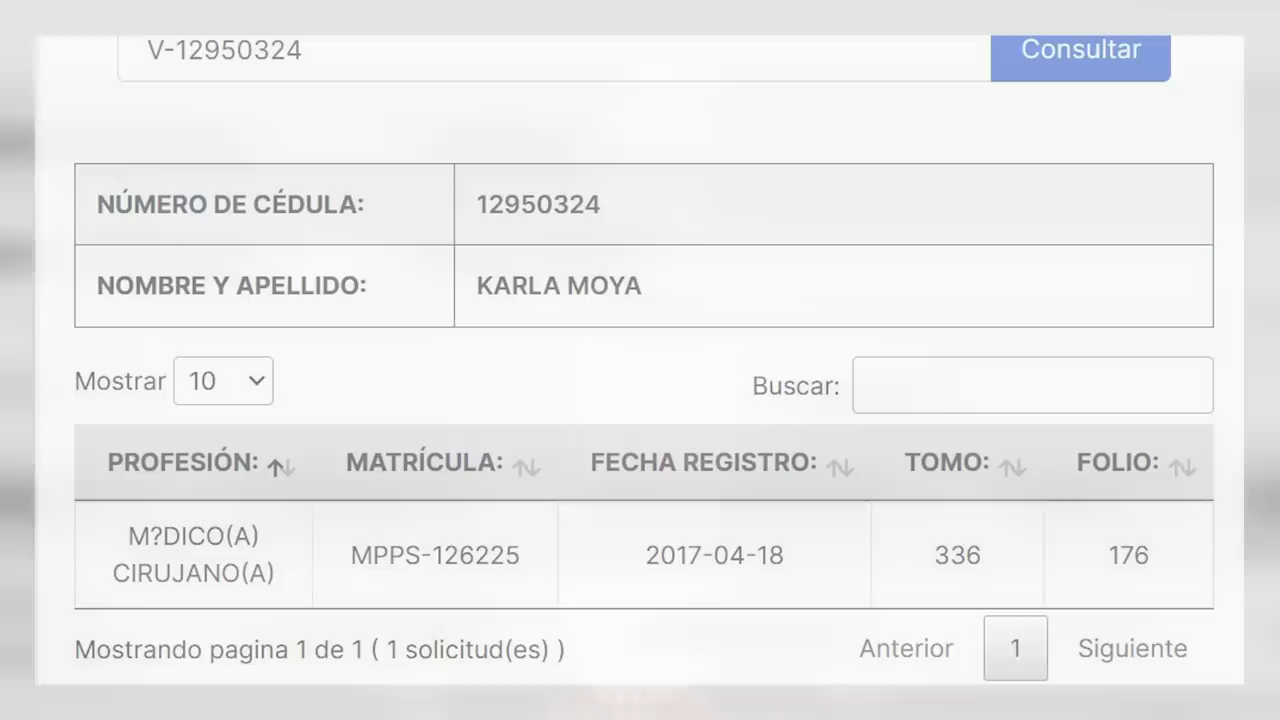 V-12950324 Consultar
NÚMERO DE CÉDULA: 12950324
NOMBRE Y APELLIDO: KARLA MOYA
Mostrar 10 Buscar:
PROFESIÓN: MATRÍCULA: FECHA REGISTRO: TOMO: FOLIO:
M?DICO(A)
CIRUJANO(A) MPPS-126225 2017-04-18 336 176
Mostrando pagina 1 de 1 ( 1 solicitud(es) ) Anterior 1 Siguiente